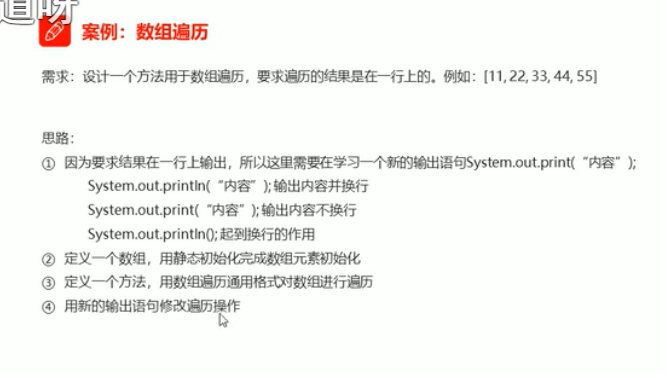 道呀
案例：数组遍历
需求：设计一个方法用于数组遍历，要求遍历的结果是在一行上的。例如：[11, 22, 33, 44, 55]
思路：
① 因为要求结果在一行上输出，所以这里需要在学习一个新的输出语句System.out.print(“内容”);
System.out.println(“内容”); 输出内容并换行
System.out.print(“内容”); 输出内容不换行
System.out.println(); 起到换行的作用
② 定义一个数组，用静态初始化完成数组元素初始化
③ 定义一个方法，用数组遍历通用格式对数组进行遍历
④ 用新的输出语句修改遍历操作